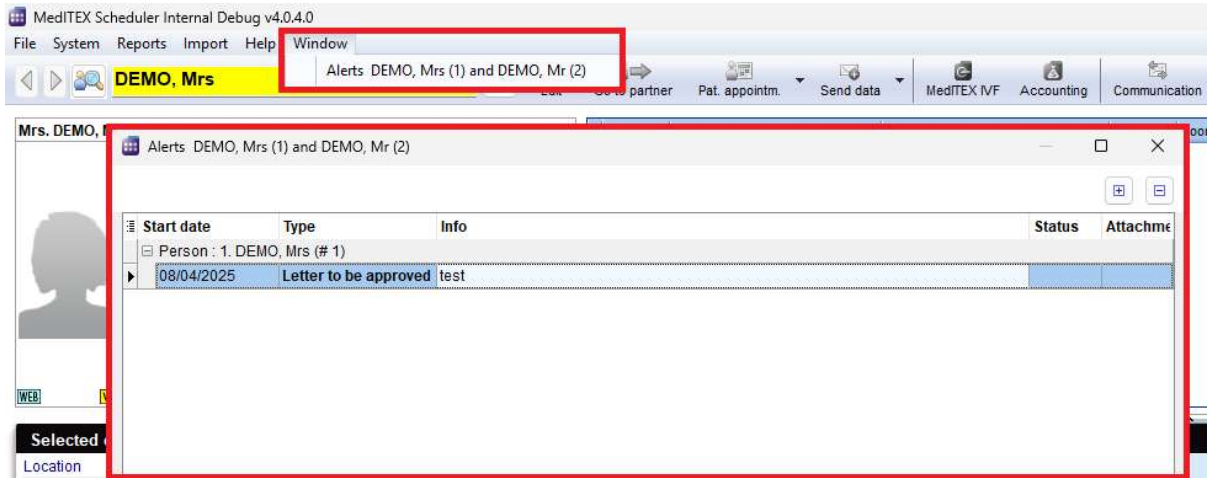 MedITEX Scheduler Internal Debug v4.0.4.0
File System Reports Import Help Window
Alerts DEMO, Mrs (1) and DEMO, Mr (2)
DEMO, Mrs
Edit Go to partner Pat. appointm. Send data MedITEX IVF Accounting Communication
Mrs. DEMO,
Alerts DEMO, Mrs (1) and DEMO, Mr (2)
Start date Type Info Status Attachme
Person : 1. DEMO, Mrs (# 1)
08/04/2025 Letter to be approved test
WEB
Selected
Location